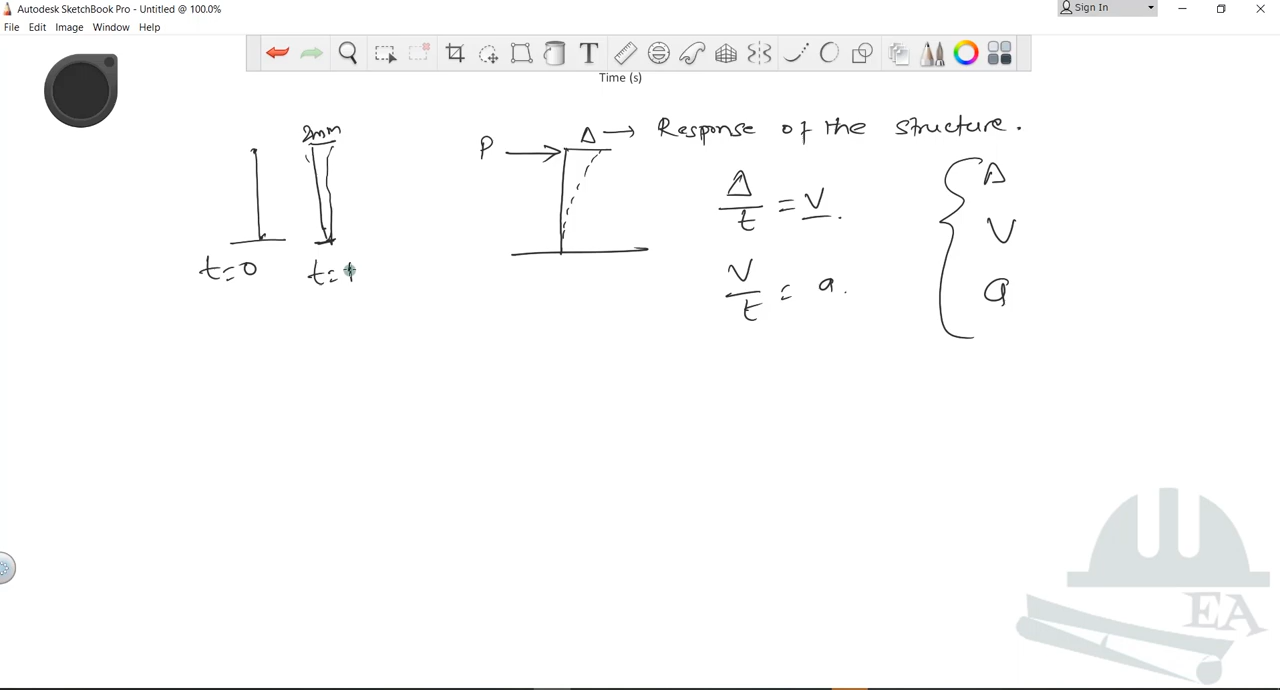 Autodesk SketchBook Pro - Untitled @ 100.0%
Sign In
File Edit Image Window Help
T
Time (s)
2mm
P
Δ → Response of the structure.
Δ/t = V.
V/t = a.
Δ
V
a
t=0
t=1
EA